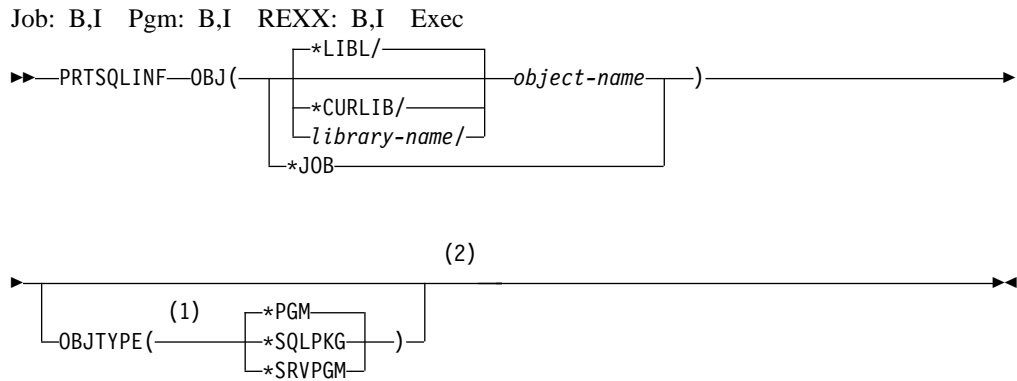 Job: B,I Pgm: B,I REXX: B,I Exec
*LIBL/
PRTSQLINF OBJ( object-name )
*CURLIB/
library-name/
*JOB
(2)
(1) *PGM
OBJTYPE( *SQLPKG )
*SRVPGM